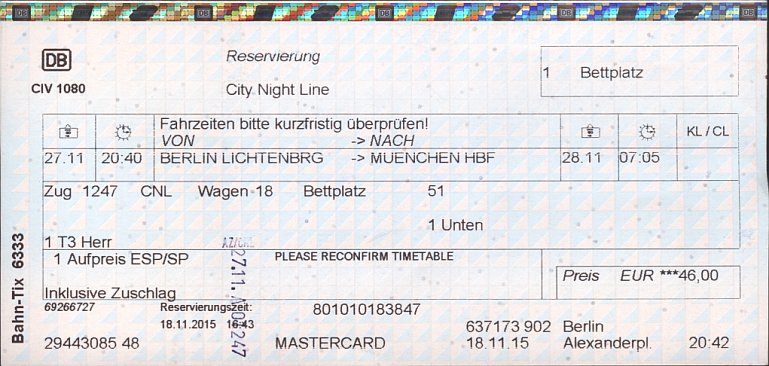 DB
Reservierung
CIV 1080
City Night Line
1 Bettplatz
Fahrzeiten bitte kurzfristig überprüfen!
VON -> NACH
KL / CL
27.11 20:40 BERLIN LICHTENBRG -> MUENCHEN HBF 28.11 07:05
Zug 1247 CNL Wagen 18 Bettplatz 51
1 Unten
1 T3 Herr
1 Aufpreis ESP/SP
PLEASE RECONFIRM TIMETABLE
Preis EUR ***46,00
Inklusive Zuschlag
69266727
Reservierungszeit:
801010183847
18.11.2015 16:43
637173 902 Berlin
29443085 48
MASTERCARD
18.11.15 Alexanderpl. 20:42
Bahn-Tix 6333
27.11.